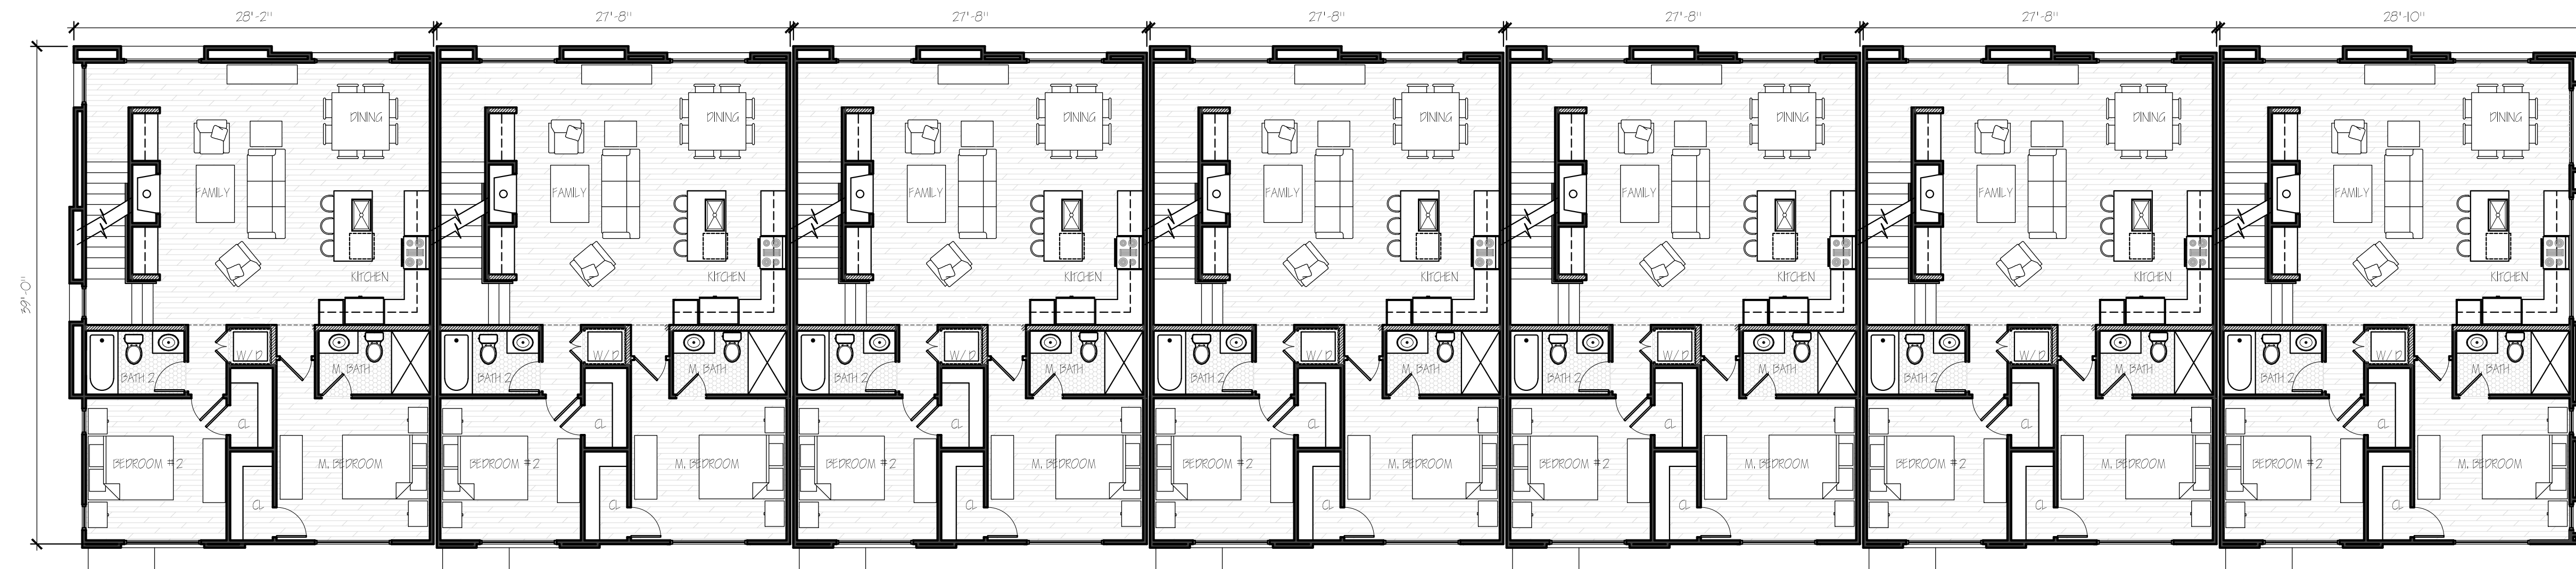 28'-2" 27'-8" 27'-8" 27'-8" 27'-8" 27'-8" 28'-10"
DINING DINING DINING DINING DINING DINING DINING
FAMILY FAMILY FAMILY FAMILY FAMILY FAMILY FAMILY
KITCHEN KITCHEN KITCHEN KITCHEN KITCHEN KITCHEN KITCHEN
39'-0"
W/D W/D W/D W/D W/D W/D W/D
BATH 2 M. BATH BATH 2 M. BATH BATH 2 M. BATH BATH 2 M. BATH BATH 2 M. BATH BATH 2 M. BATH BATH 2 M. BATH
CL CL CL CL CL CL CL
BEDROOM #2 M. BEDROOM BEDROOM #2 M. BEDROOM BEDROOM #2 M. BEDROOM BEDROOM #2 M. BEDROOM BEDROOM #2 M. BEDROOM BEDROOM #2 M. BEDROOM BEDROOM #2 M. BEDROOM
CL CL CL CL CL CL CL